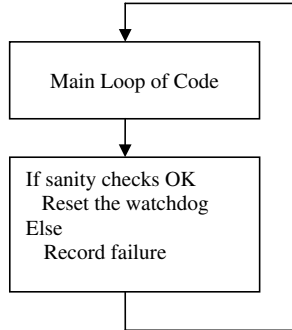 Main Loop of Code
If sanity checks OK
Reset the watchdog
Else
Record failure